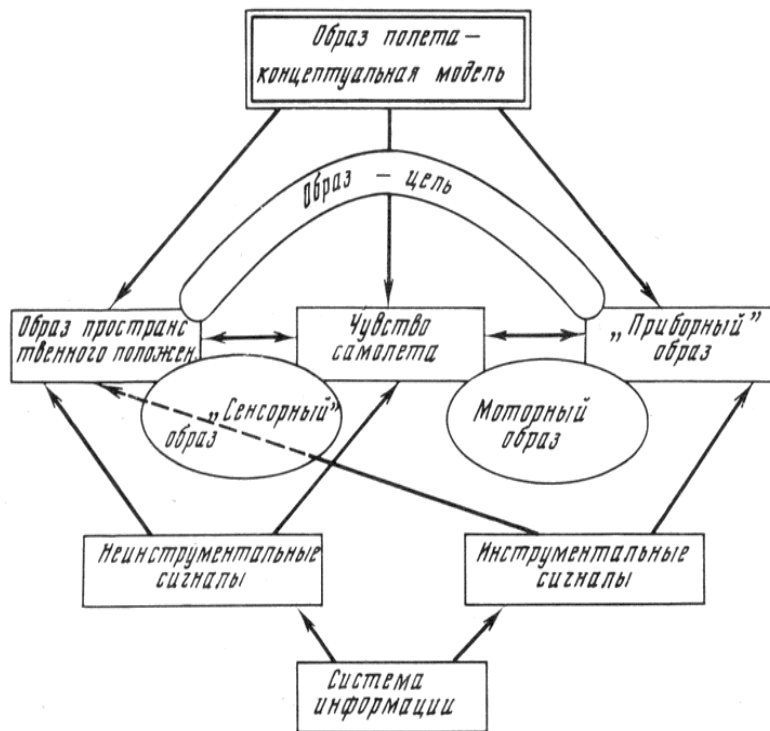 Образ полета —
концептуальная модель
Образ — цель
Образ пространс
твенного положен.
Чувство
самолета
„Приборный”
образ
„Сенсорный”
образ
Моторный
образ
Неинструментальные
сигналы
Инструментальные
сигналы
Система
информации